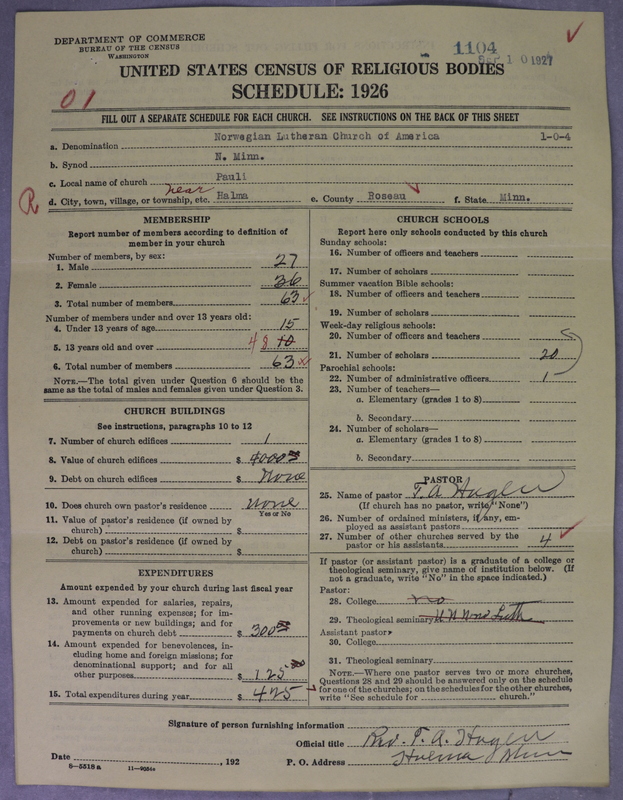 DEPARTMENT OF COMMERCE
BUREAU OF THE CENSUS
WASHINGTON
1104
1 0 1927
UNITED STATES CENSUS OF RELIGIOUS BODIES
SCHEDULE: 1926
01
FILL OUT A SEPARATE SCHEDULE FOR EACH CHURCH. SEE INSTRUCTIONS ON THE BACK OF THIS SHEET
a. Denomination Norwegian Lutheran Church of America 1-0-4
b. Synod N. Minn.
c. Local name of church Pauli
R
d. City, town, village, or township, etc. near Halma e. County Roseau f. State Minn.
MEMBERSHIP
Report number of members according to definition of
member in your church
Number of members, by sex:
1. Male 27
2. Female 36
3. Total number of members 63
Number of members under and over 13 years old:
4. Under 13 years of age 15
5. 13 years old and over 48
6. Total number of members 63
NOTE.—The total given under Question 6 should be the
same as the total of males and females given under Question 3.
CHURCH BUILDINGS
See instructions, paragraphs 10 to 12
7. Number of church edifices 1
8. Value of church edifices $ 4000
9. Debt on church edifices $ None
10. Does church own pastor's residence none
Yes or No
11. Value of pastor's residence (if owned by
church) $
12. Debt on pastor's residence (if owned by
church) $
EXPENDITURES
Amount expended by your church during last fiscal year
13. Amount expended for salaries, repairs,
and other running expenses; for im-
provements or new buildings; and for
payments on church debt $ 300
14. Amount expended for benevolences, in-
cluding home and foreign missions; for
denominational support; and for all
other purposes $ 125
15. Total expenditures during year $ 425
CHURCH SCHOOLS
Report here only schools conducted by this church
Sunday schools:
16. Number of officers and teachers
17. Number of scholars
Summer vacation Bible schools:
18. Number of officers and teachers
19. Number of scholars
Week-day religious schools:
20. Number of officers and teachers
21. Number of scholars 20
Parochial schools:
22. Number of administrative officers 1
23. Number of teachers—
a. Elementary (grades 1 to 8)
b. Secondary
24. Number of scholars—
a. Elementary (grades 1 to 8)
b. Secondary
PASTOR
25. Name of pastor T. A. Hagen
(If church has no pastor, write "None")
26. Number of ordained ministers, if any, em-
ployed as assistant pastors
27. Number of other churches served by the
pastor or his assistants 4
If pastor (or assistant pastor) is a graduate of a college or
theological seminary, give name of institution below. (If
not a graduate, write "No" in the space indicated.)
Pastor:
28. College no
29. Theological seminary Luth
Assistant pastor:
30. College
31. Theological seminary
NOTE.—Where one pastor serves two or more churches,
Questions 28 and 29 should be answered only on the schedule
for one of the churches; on the schedules for the other churches,
write "See schedule for church."
Signature of person furnishing information
Official title Rev. T. A. Hagen
Date , 192 P. O. Address Halma Minn
8—5518 a